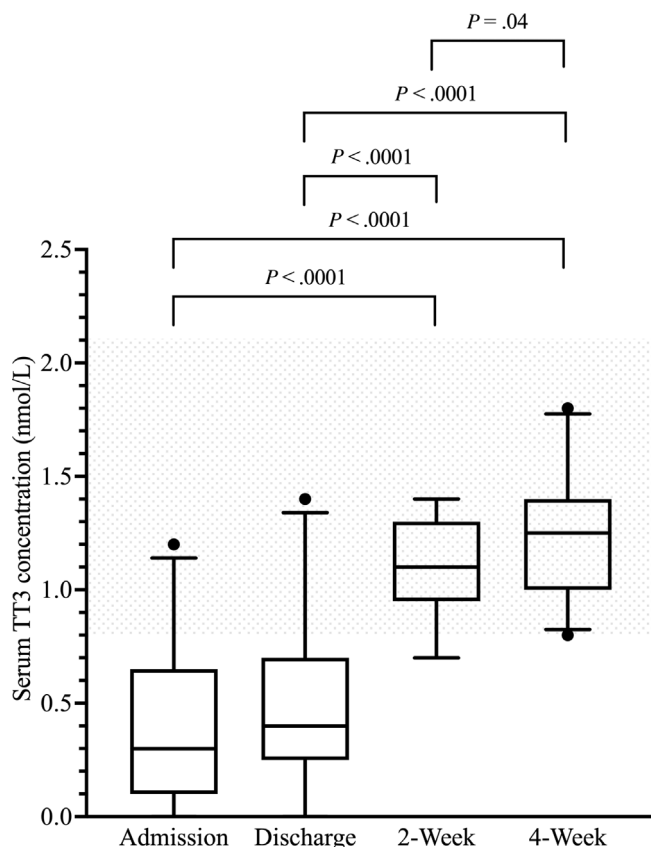 P = .04
P < .0001
P < .0001
P < .0001
P < .0001
2.5
2.0
1.5
1.0
0.5
0.0
Serum TT3 concentration (nmol/L)
Admission Discharge 2-Week 4-Week